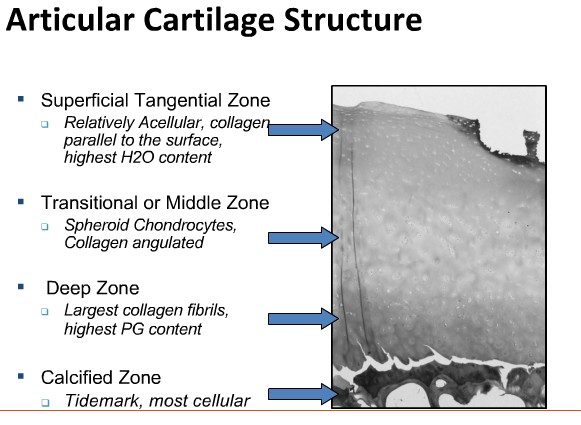 Articular Cartilage Structure
Superficial Tangential Zone
Relatively Acellular, collagen
parallel to the surface,
highest H2O content
Transitional or Middle Zone
Spheroid Chondrocytes,
Collagen angulated
Deep Zone
Largest collagen fibrils,
highest PG content
Calcified Zone
Tidemark, most cellular